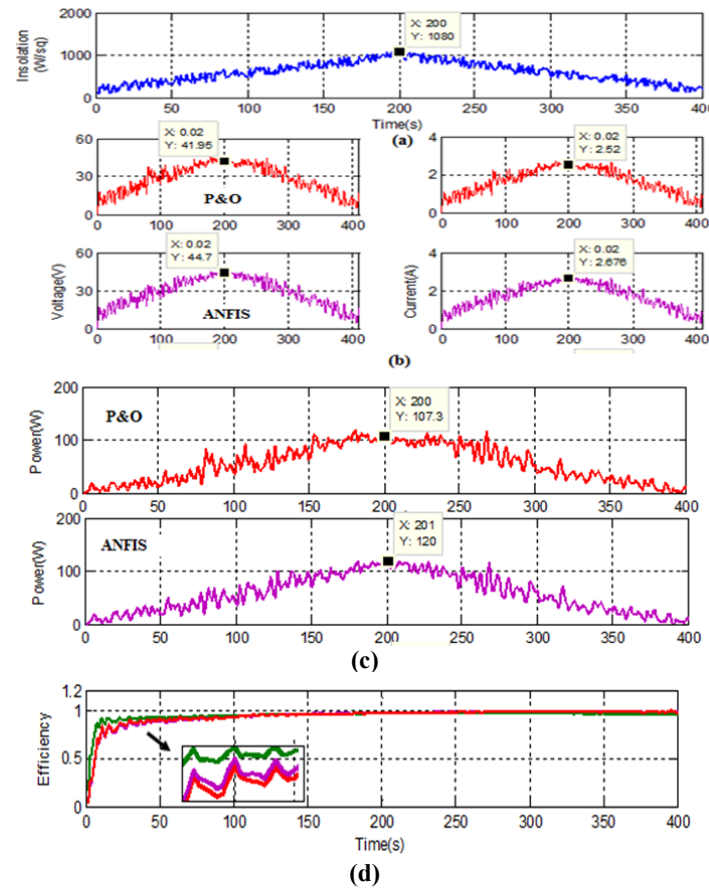 2000
1000
0
Insolation
(W/sq)
X: 200
Y: 1080
0 50 100 150 200 250 300 350 400
Time(s)
(a)
60
30
0
X: 0.02
Y: 41.95
P&O
0 100 200 300 400
4
2
0
X: 0.02
Y: 2.52
0 100 200 300 400
60
30
0
Voltage(V)
X: 0.02
Y: 44.7
ANFIS
0 100 200 300 400
4
2
0
Current(A)
X: 0.02
Y: 2.676
0 100 200 300 400
(b)
200
100
0
Power(W)
P&O
X: 200
Y: 107.3
0 50 100 150 200 250 300 350 400
200
100
0
Power(W)
ANFIS
X: 201
Y: 120
0 50 100 150 200 250 300 350 400
(c)
1.2
1
0.5
0
Efficiency
0 50 100 150 200 250 300 350 400
Time(s)
(d)